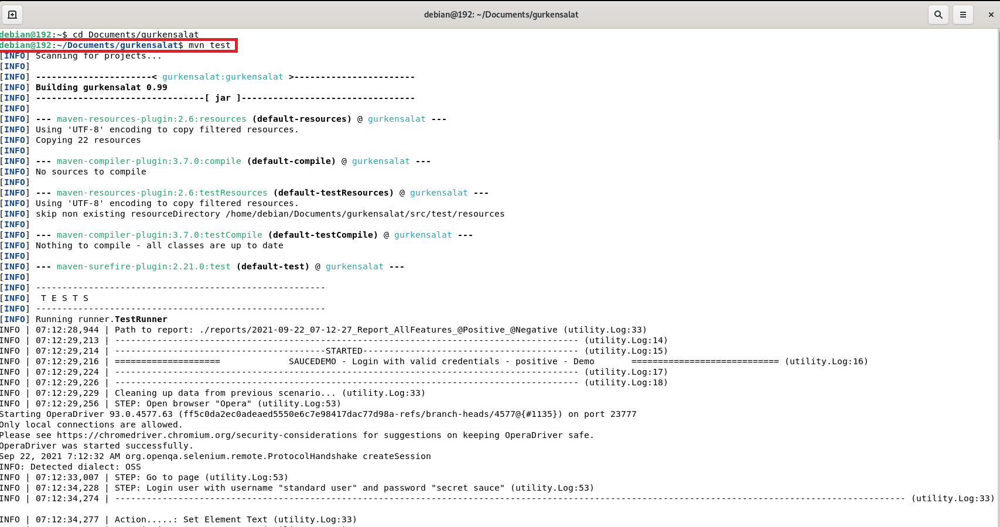 debian@192: ~/Documents/gurkensalat
debian@192:~$ cd Documents/gurkensalat
debian@192:~/Documents/gurkensalat$ mvn test
[INFO] Scanning for projects...
[INFO]
[INFO] ----------------------< gurkensalat:gurkensalat >-----------------------
[INFO] Building gurkensalat 0.99
[INFO] --------------------------------[ jar ]---------------------------------
[INFO]
[INFO] --- maven-resources-plugin:2.6:resources (default-resources) @ gurkensalat ---
[INFO] Using 'UTF-8' encoding to copy filtered resources.
[INFO] Copying 22 resources
[INFO]
[INFO] --- maven-compiler-plugin:3.7.0:compile (default-compile) @ gurkensalat ---
[INFO] No sources to compile
[INFO]
[INFO] --- maven-resources-plugin:2.6:testResources (default-testResources) @ gurkensalat ---
[INFO] Using 'UTF-8' encoding to copy filtered resources.
[INFO] skip non existing resourceDirectory /home/debian/Documents/gurkensalat/src/test/resources
[INFO]
[INFO] --- maven-compiler-plugin:3.7.0:testCompile (default-testCompile) @ gurkensalat ---
[INFO] Nothing to compile - all classes are up to date
[INFO]
[INFO] --- maven-surefire-plugin:2.21.0:test (default-test) @ gurkensalat ---
[INFO]
[INFO] -------------------------------------------------------
[INFO]  T E S T S
[INFO] -------------------------------------------------------
[INFO] Running runner.TestRunner
INFO | 07:12:28,944 | Path to report: ./reports/2021-09-22_07-12-27_Report_AllFeatures_@Positive_@Negative (utility.Log:33)
INFO | 07:12:29,213 | ---------------------------------------------------------------------------------------- (utility.Log:14)
INFO | 07:12:29,214 | ----------------------------------------STARTED----------------------------------------- (utility.Log:15)
INFO | 07:12:29,216 | ====================             SAUCEDEMO - Login with valid credentials - positive - Demo       ============================ (utility.Log:16)
INFO | 07:12:29,224 | ---------------------------------------------------------------------------------------- (utility.Log:17)
INFO | 07:12:29,226 | ---------------------------------------------------------------------------------------- (utility.Log:18)
INFO | 07:12:29,229 | Cleaning up data from previous scenario... (utility.Log:33)
INFO | 07:12:29,256 | STEP: Open browser "Opera" (utility.Log:53)
Starting OperaDriver 93.0.4577.63 (ff5c0da2ec0adeaed5550e6c7e98417dac77d98a-refs/branch-heads/4577@{#1135}) on port 23777
Only local connections are allowed.
Please see https://chromedriver.chromium.org/security-considerations for suggestions on keeping OperaDriver safe.
OperaDriver was started successfully.
Sep 22, 2021 7:12:32 AM org.openqa.selenium.remote.ProtocolHandshake createSession
INFO: Detected dialect: OSS
INFO | 07:12:33,007 | STEP: Go to page (utility.Log:53)
INFO | 07:12:34,228 | STEP: Login user with username "standard user" and password "secret sauce" (utility.Log:53)
INFO | 07:12:34,274 | ------------------------------------------------------------------------------------------------------------------------------------------------------ (utility.Log:33)
INFO | 07:12:34,277 | Action.....: Set Element Text (utility.Log:33)